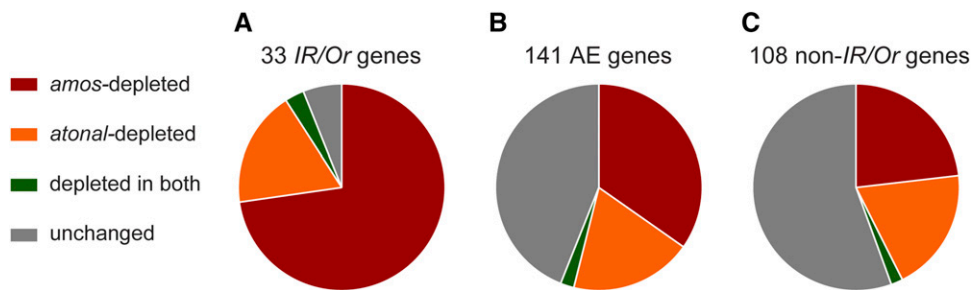 A
33 IR/Or genes
B
141 AE genes
C
108 non-IR/Or genes
amos-depleted
atonal-depleted
depleted in both
unchanged